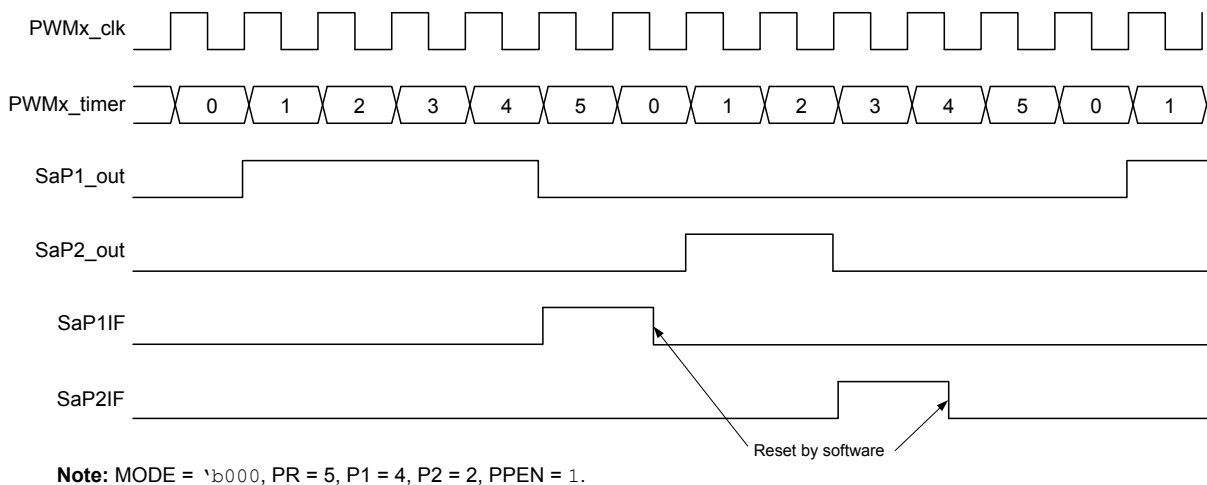 PWMx_clk
PWMx_timer 0 1 2 3 4 5 0 1 2 3 4 5 0 1
SaP1_out
SaP2_out
SaP1IF
SaP2IF
Reset by software
Note: MODE = ‵b000, PR = 5, P1 = 4, P2 = 2, PPEN = 1.